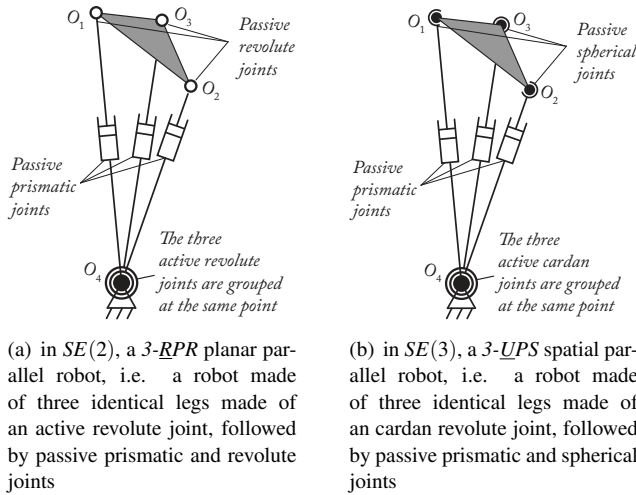 O1
O3
Passive
revolute
joints
O2
Passive
prismatic
joints
O4
The three
active revolute
joints are grouped
at the same point
(a) in SE(2), a 3-RPR planar par-
allel robot, i.e. a robot made
of three identical legs made of
an active revolute joint, followed
by passive prismatic and revolute
joints
O1
O3
Passive
spherical
joints
O2
Passive
prismatic
joints
O4
The three
active cardan
joints are grouped
at the same point
(b) in SE(3), a 3-UPS spatial par-
allel robot, i.e. a robot made
of three identical legs made of
an cardan revolute joint, followed
by passive prismatic and spherical
joints